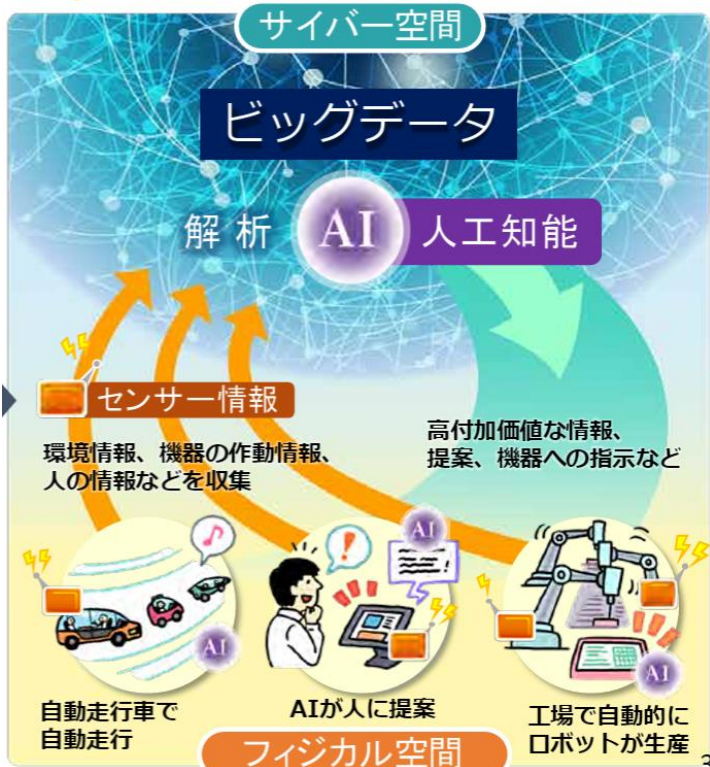 サイバー空間
ビッグデータ
解析 AI 人工知能
センサー情報
環境情報、機器の作動情報、
人の情報などを収集
高付加価値な情報、
提案、機器への指示など
AI
AI
AI
自動走行車で
自動走行
AIが人に提案
工場で自動的に
ロボットが生産
フィジカル空間
3